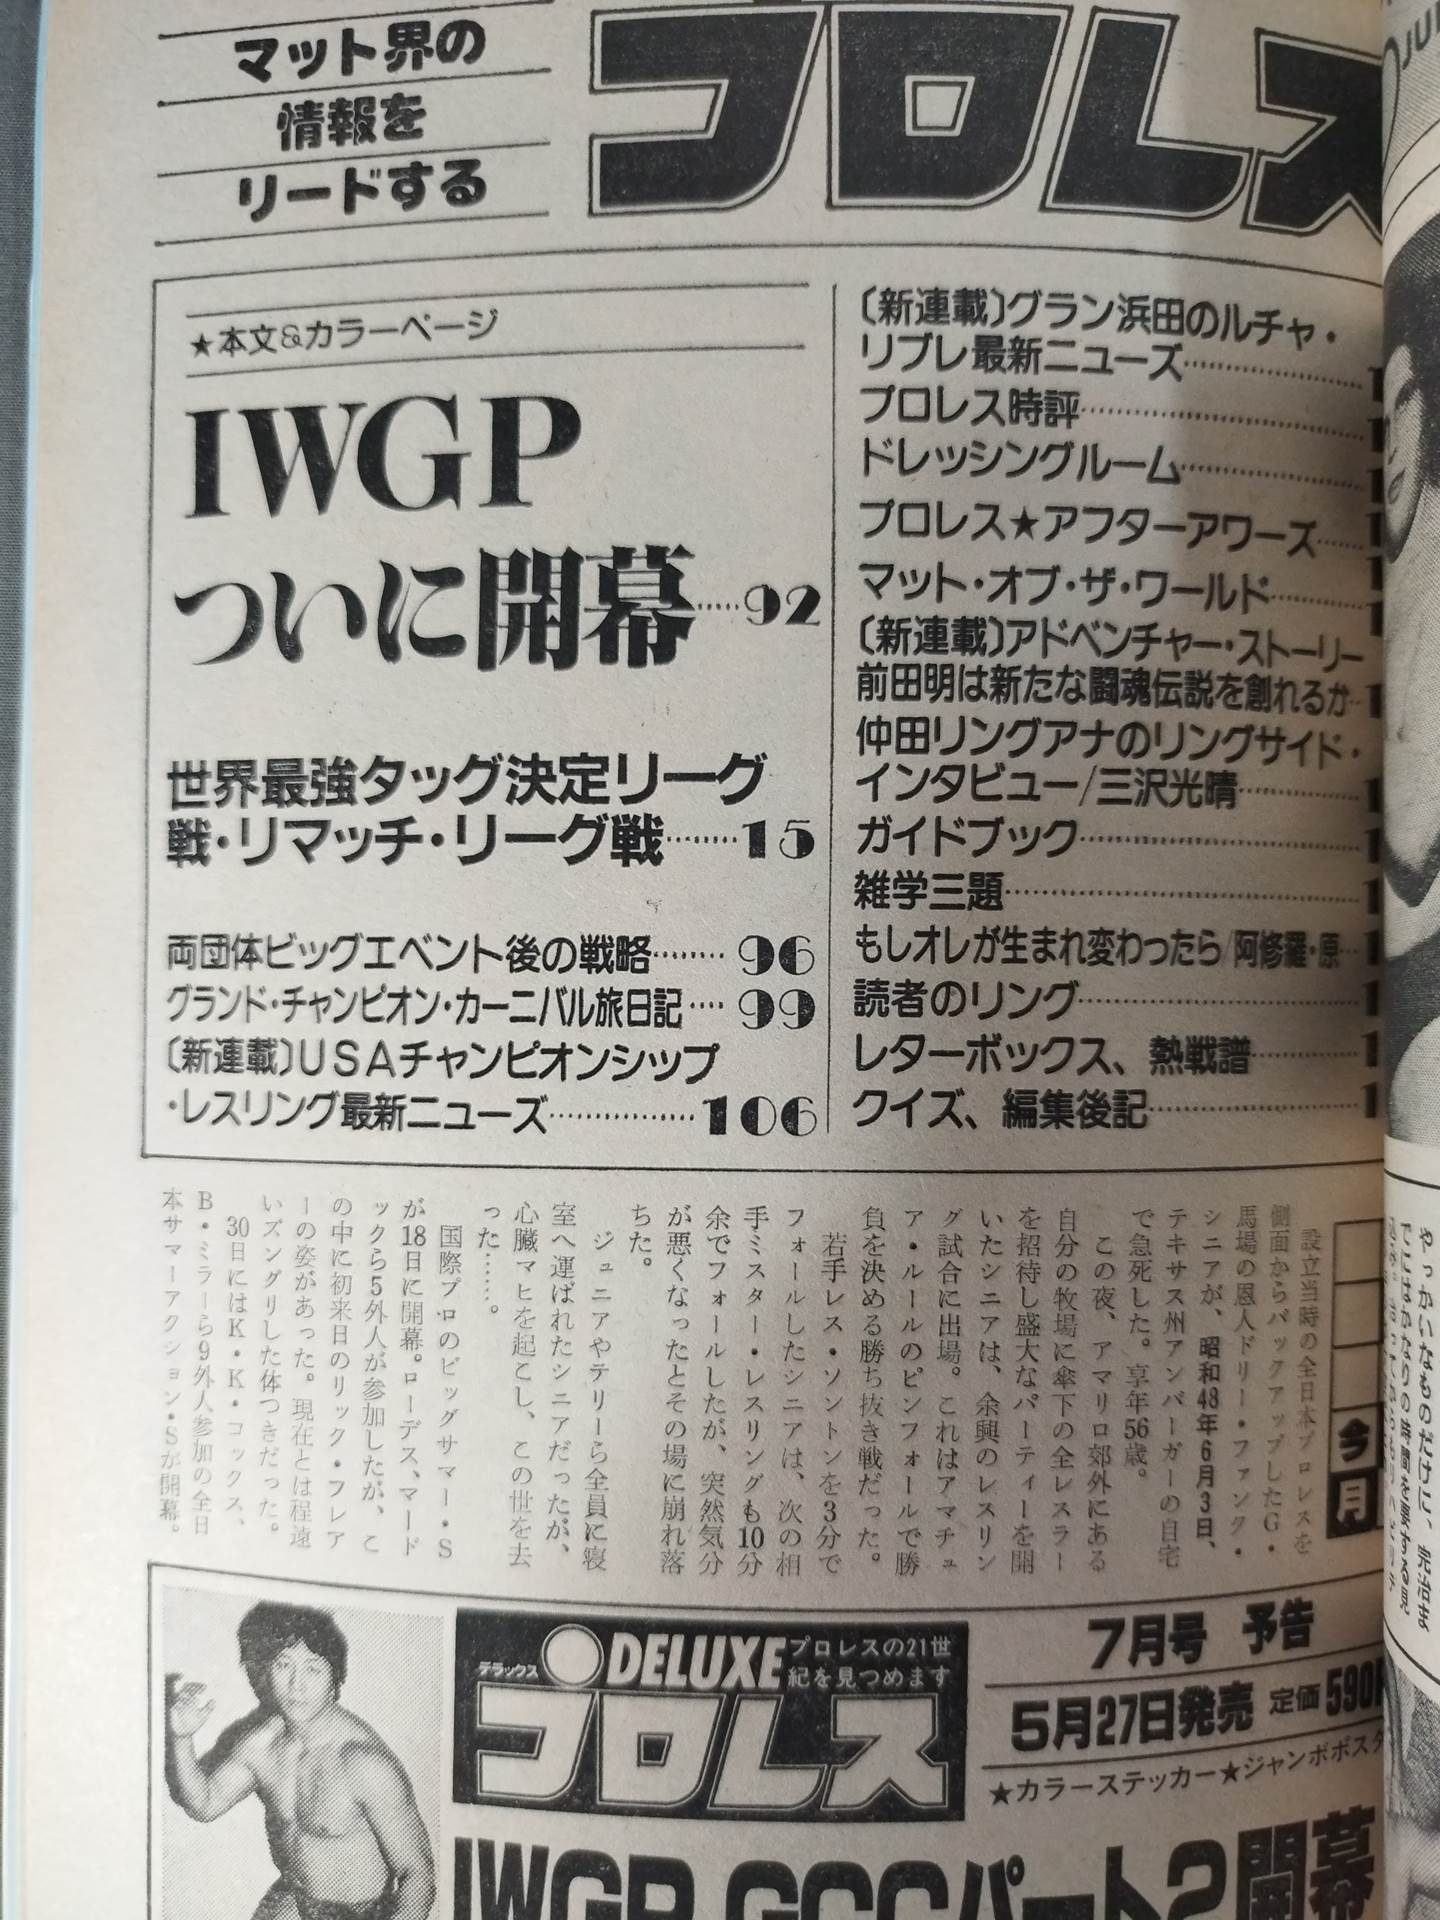 マット界の
情報を
リードする
プロレス
★本文&カラーページ
IWGP
ついに開幕……92
世界最強タッグ決定リーグ
戦・リマッチ・リーグ戦………15
両団体ビッグエベント後の戦略………96
グランド・チャンピオン・カーニバル旅日記……99
〔新連載〕USAチャンピオンシップ
・レスリング最新ニューズ………………106
〔新連載〕グラン浜田のルチャ・
リブレ最新ニューズ
プロレス時評
ドレッシングルーム
プロレス★アフターアワーズ
マット・オブ・ザ・ワールド
〔新連載〕アドベンチャー・ストーリー
前田明は新たな闘魂伝説を創れるか
仲田リングアナのリングサイド・
インタビュー/三沢光晴
ガイドブック
雑学三題
もしオレが生まれ変わったら/阿修羅・原
読者のリング
レターボックス、熱戦譜
クイズ、編集後記
今
月
設立当時の全日本プロレスを
側面からバックアップしたG・
馬場の恩人ドリー・ファンク・
シニアが、昭和48年6月3日、
テキサス州アンバーガーの自宅
で急死した。享年56歳。
この夜、アマリロ郊外にある
自分の牧場に傘下の全レスラー
を招待し盛大なパーティーを開
いたシニアは、余興のレスリン
グ試合に出場。これはアマチュ
ア・ルールのピンフォールで勝
負を決める勝ち抜き戦だった。
若手レス・ソントンを3分で
フォールしたシニアは、次の相
手ミスター・レスリングも10分
余でフォールしたが、突然気分
が悪くなったとその場に崩れ落
ちた。
ジュニアやテリーら全員に寝
室へ運ばれたシニアだったが、
心臓マヒを起こし、この世を去
った……。
国際プロのビッグサマー・S
が18日に開幕。ローデス、マード
ックら5外人が参加したが、こ
の中に初来日のリック・フレア
ーの姿があった。現在とは程遠
いズングリした体つきだった。
30日にはK・K・コックス、
B・ミラーら9外人参加の全日
本サマーアクション・Sが開幕。
デラックス
DELUXE
プロレスの21世
紀を見つめます
プロレス
7月号 予告
5月27日発売 定価590
★カラーステッカー★ジャンボポスタ
IWGP、GCCパート2開幕